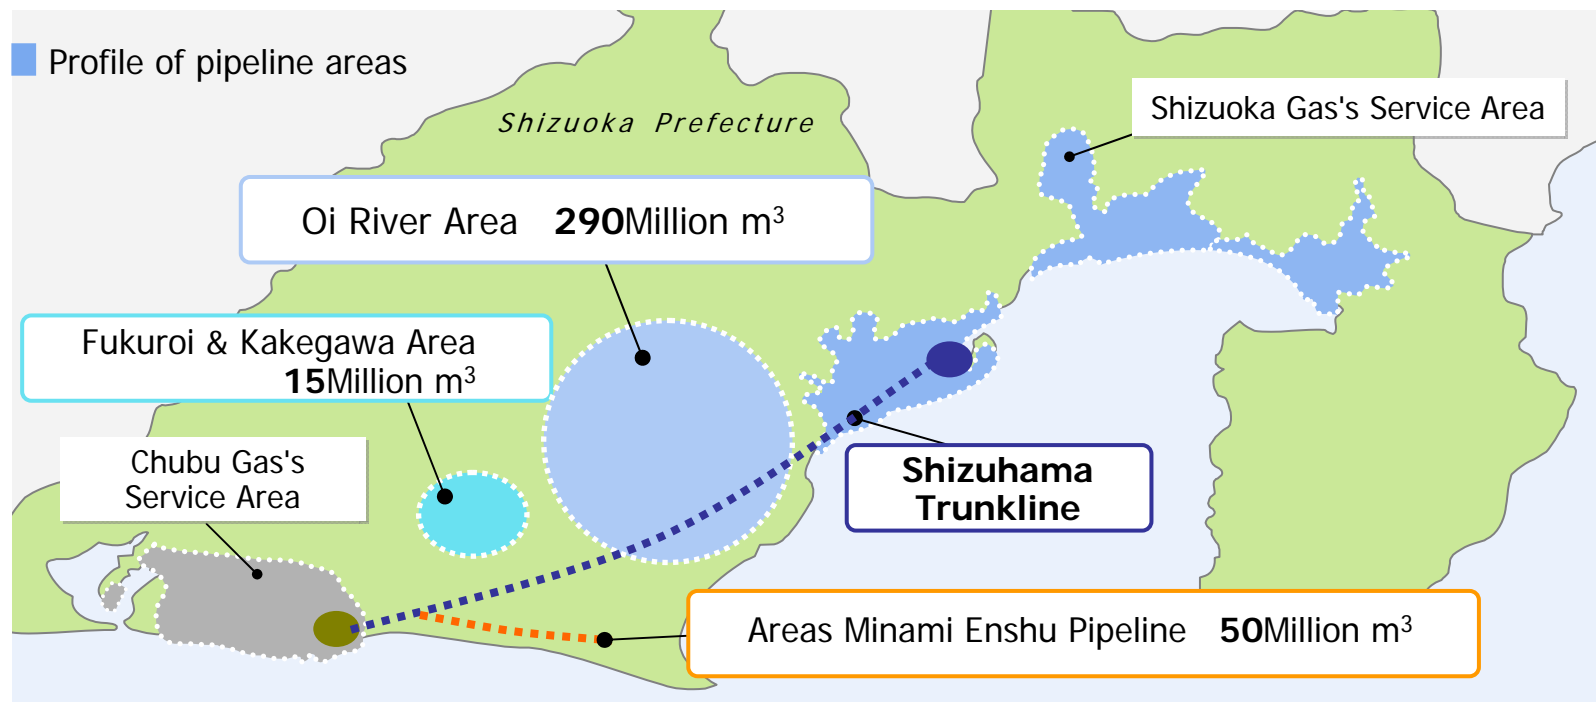 Profile of pipeline areas
Shizuoka Prefecture
Shizuoka Gas's Service Area
Oi River Area 290Million m³
Fukuroi & Kakegawa Area
15Million m³
Chubu Gas's
Service Area
Shizuhama
Trunkline
Areas Minami Enshu Pipeline 50Million m³